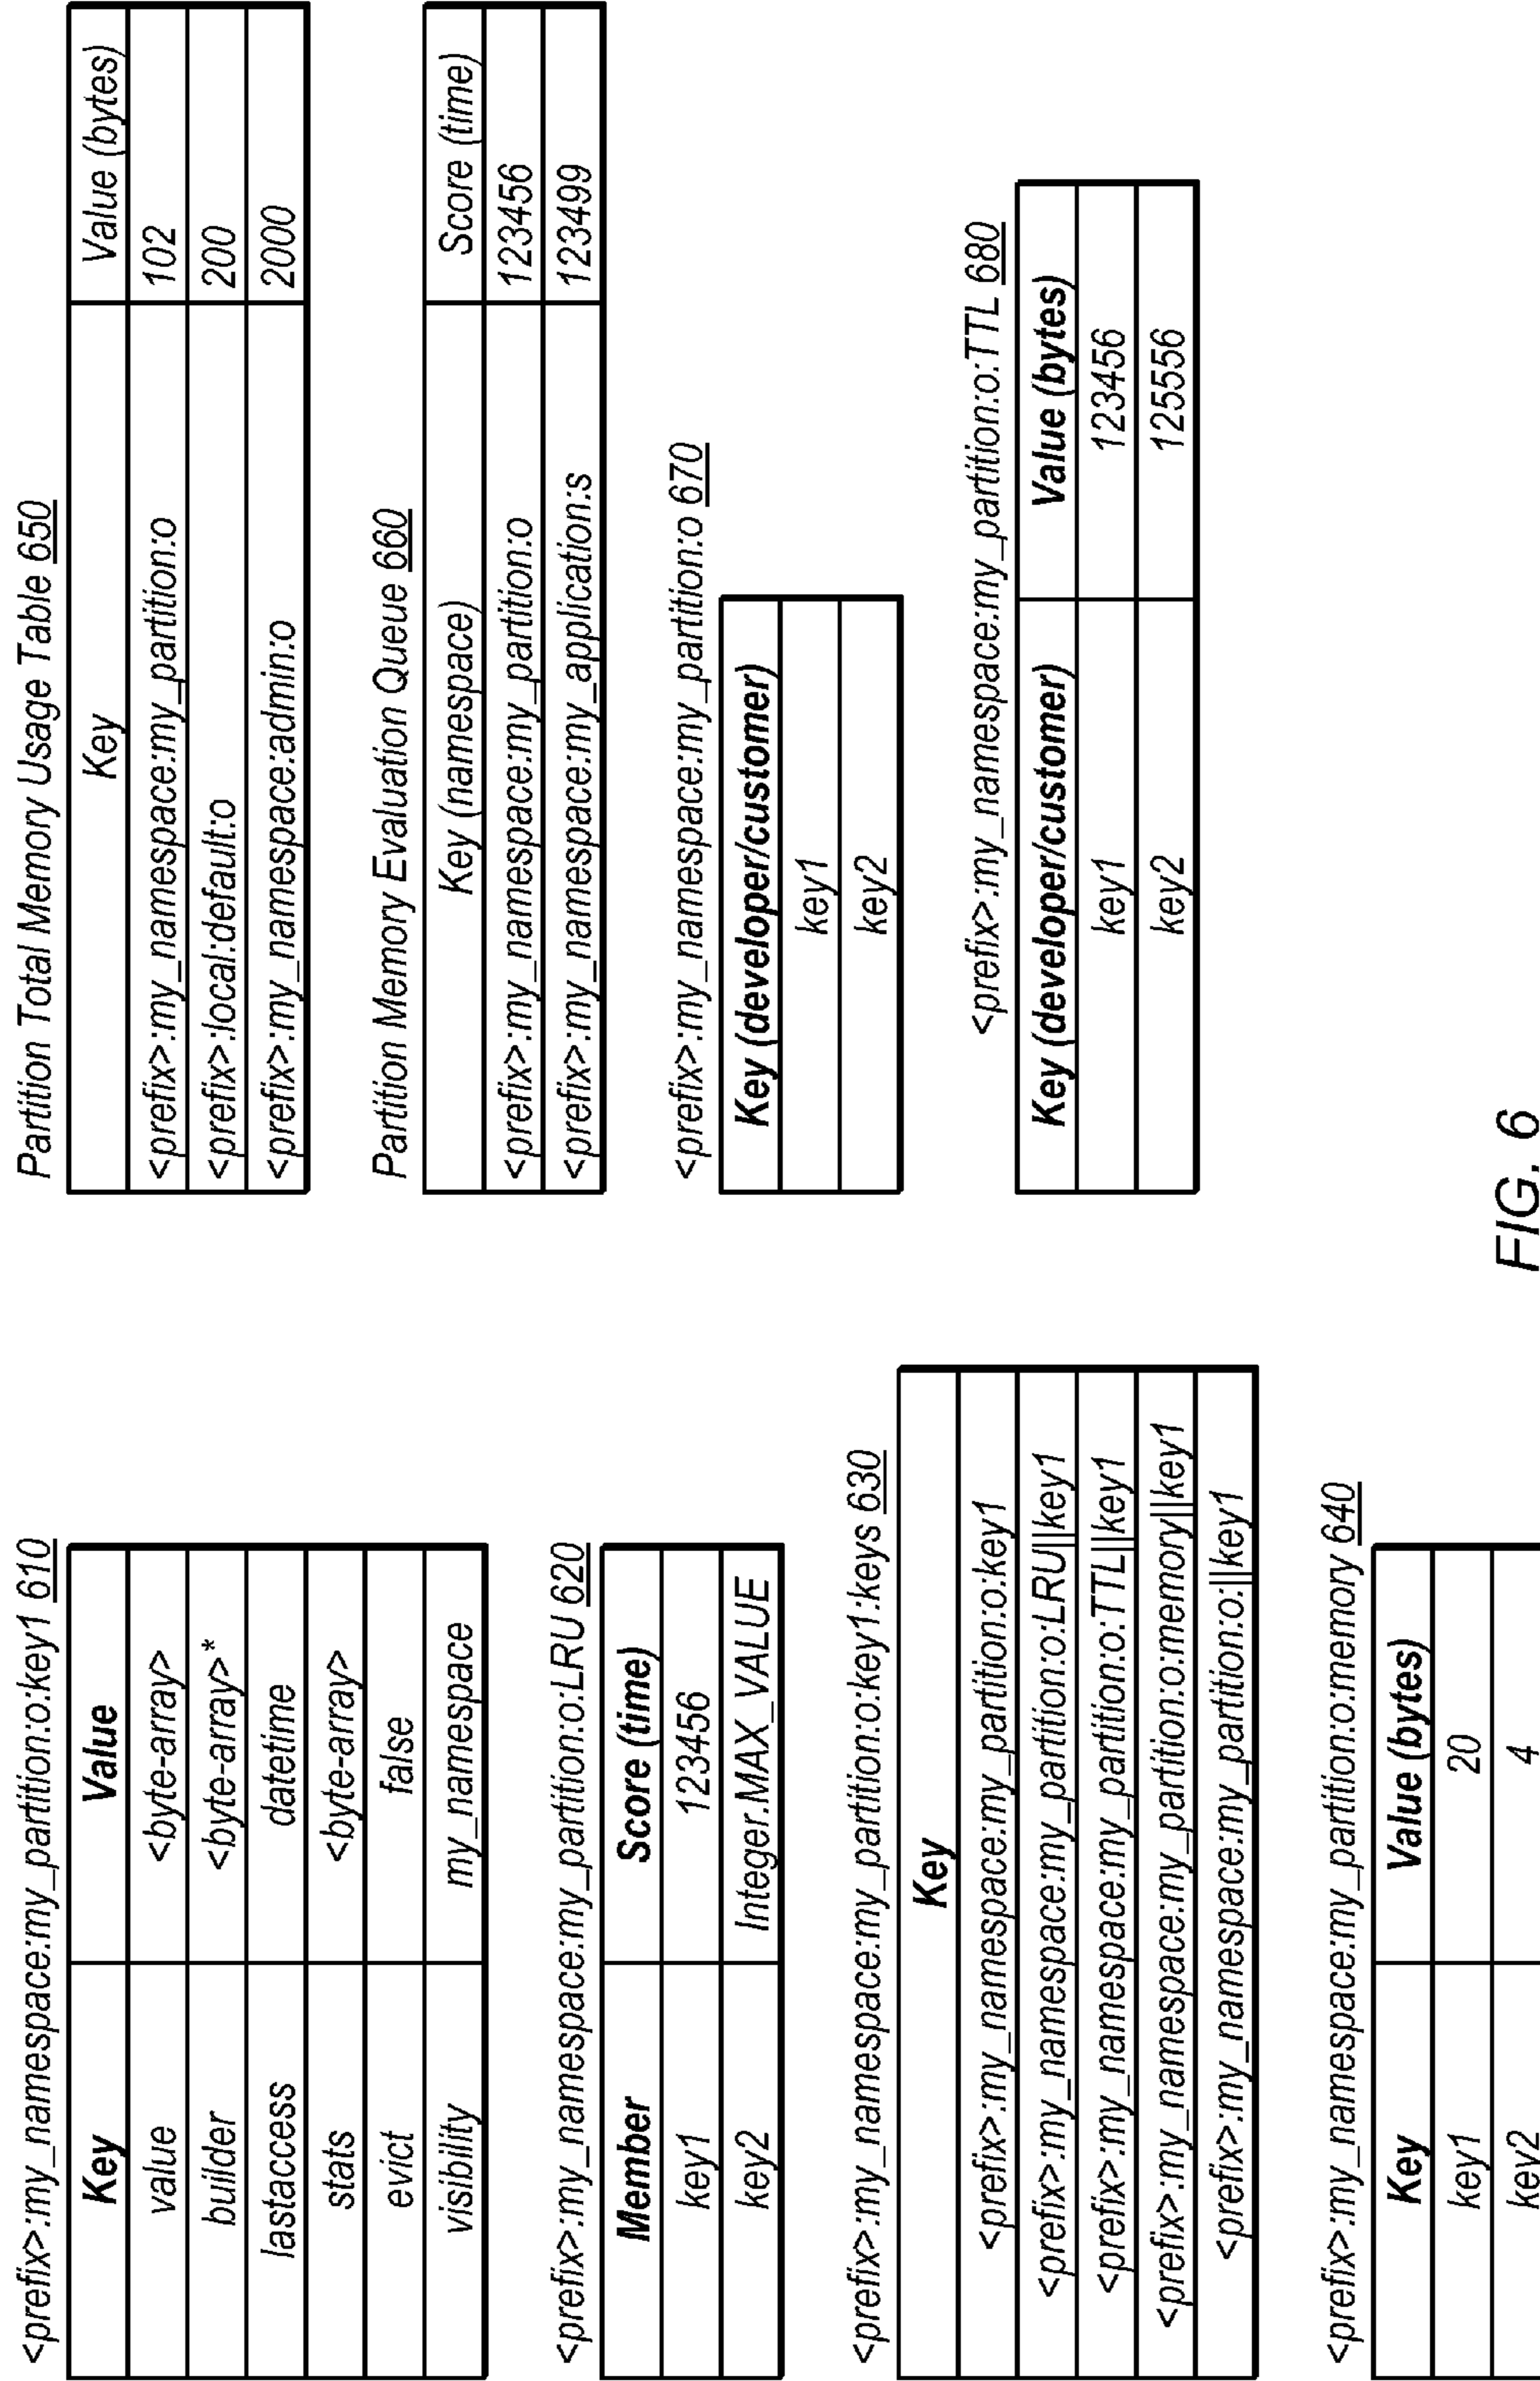 <prefix>:my_namespace:my_partition:o:key1 610
Key Value
value <byte-array>
builder <byte-array>*
lastaccess datetime
stats <byte-array>
evict false
visibility my_namespace
<prefix>:my_namespace:my_partition:o:LRU 620
Member Score (time)
key1 123456
key2 Integer.MAX_VALUE
<prefix>:my_namespace:my_partition:o:key1:keys 630
Key
<prefix>:my_namespace:my_partition:o:key1
<prefix>:my_namespace:my_partition:o:LRU||key1
<prefix>:my_namespace:my_partition:o:TTL||key1
<prefix>:my_namespace:my_partition:o:memory||key1
<prefix>:my_namespace:my_partition:o:||key1
<prefix>:my_namespace:my_partition:o:memory 640
Key Value (bytes)
key1 20
key2 4
Partition Total Memory Usage Table 650
Key Value (bytes)
<prefix>:my_namespace:my_partition:o 102
<prefix>:local:default:o 200
<prefix>:my_namespace:admin:o 2000
Partition Memory Evaluation Queue 660
Key (namespace) Score (time)
<prefix>:my_namespace:my_partition:o 123456
<prefix>:my_namespace:my_application:s 123499
<prefix>:my_namespace:my_partition:o 670
Key (developer/customer)
key1
key2
<prefix>:my_namespace:my_partition:o:TTL 680
Key (developer/customer) Value (bytes)
key1 123456
key2 125556
FIG. 6